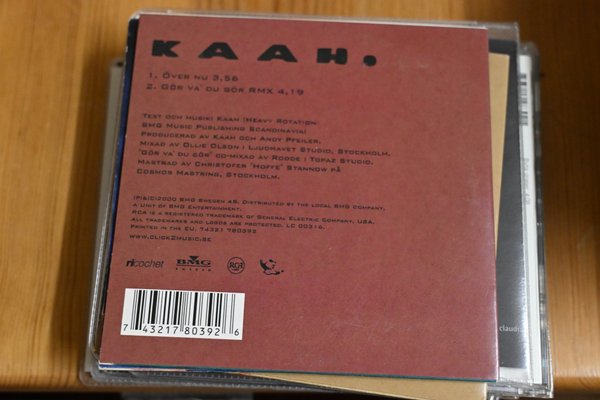 KAAH.
1. Över nu 3,56
2. Gör va' du gör RMX 4,19
Text och musik: Kaah (Heavy Rotation
BMG Music Publishing Scandinavia)
Producerad av Kaah och Andy Pfeiler.
Mixad av Ollie Olson i Ljudhavet Studio, Stockholm.
"Gör va' du gör" co-mixad av Rodde i Topaz Studio.
Mastrad av Christofer "Hoffe" Stannow på
Cosmos Mastring, Stockholm.
(P)&(C)2000 BMG Sweden AB. Distributed by the local BMG company,
a Unit of BMG Entertainment.
RCA is a registered trademark of General Electric Company, USA.
All trademarks and logos are protected. LC 00316.
Printed in the EU. 74321 780392
www.click2music.se
ricochet BMG SWEDEN RCA
7 43217 80392 6
claudi